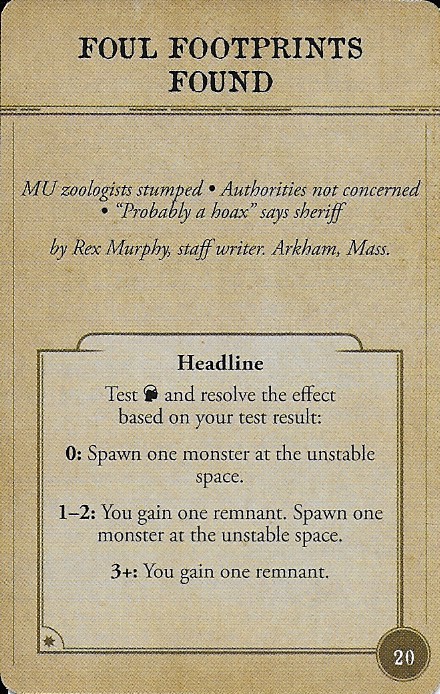 FOUL FOOTPRINTS
FOUND
MU zoologists stumped • Authorities not concerned
• “Probably a hoax” says sheriff
by Rex Murphy, staff writer. Arkham, Mass.
Headline
Test and resolve the effect
based on your test result:
0: Spawn one monster at the unstable
space.
1–2: You gain one remnant. Spawn one
monster at the unstable space.
3+: You gain one remnant.
20